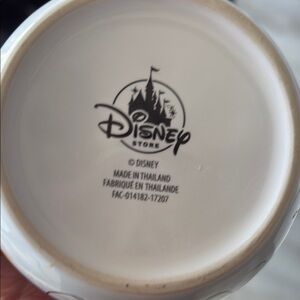 Disney
STORE
© DISNEY
MADE IN THAILAND
FABRIQUÉ EN THAILANDE
FAC-014182-17207